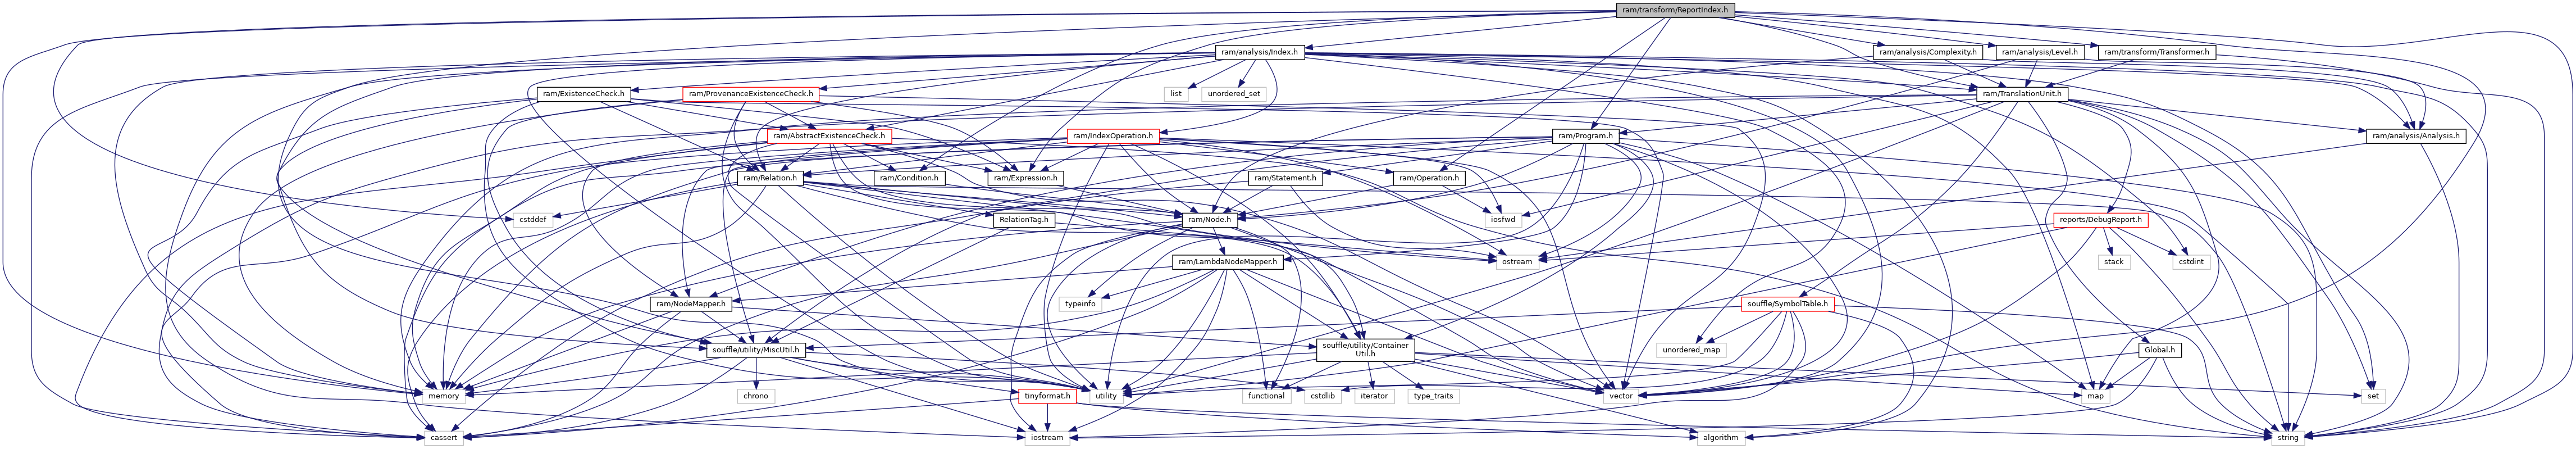 ram/transform/ReportIndex.h
ram/analysis/Index.h
ram/analysis/Complexity.h
ram/analysis/Level.h
ram/transform/Transformer.h
ram/ExistenceCheck.h
ram/ProvenanceExistenceCheck.h
list
unordered_set
ram/TranslationUnit.h
ram/AbstractExistenceCheck.h
ram/IndexOperation.h
ram/Program.h
ram/analysis/Analysis.h
ram/Relation.h
ram/Condition.h
ram/Expression.h
ram/Statement.h
ram/Operation.h
cstddef
RelationTag.h
ram/Node.h
iosfwd
reports/DebugReport.h
ram/LambdaNodeMapper.h
ostream
stack
cstdint
ram/NodeMapper.h
typeinfo
souffle/SymbolTable.h
souffle/utility/MiscUtil.h
souffle/utility/Container
Util.h
unordered_map
Global.h
memory
chrono
tinyformat.h
utility
functional
cstdlib
iterator
type_traits
vector
map
set
cassert
iostream
algorithm
string